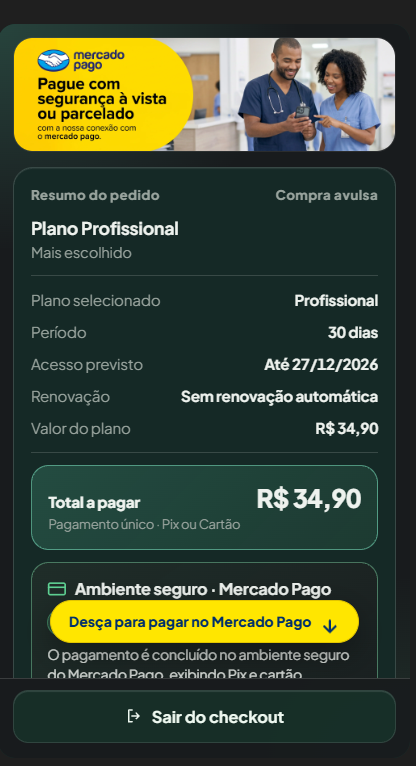 mercado
pago
Pague com
segurança à vista
ou parcelado
com a nossa conexão com
o mercado pago.
Resumo do pedido
Compra avulsa
Plano Profissional
Mais escolhido
Plano selecionado Profissional
Período 30 dias
Acesso previsto Até 27/12/2026
Renovação Sem renovação automática
Valor do plano R$ 34,90
Total a pagar R$ 34,90
Pagamento único · Pix ou Cartão
Ambiente seguro · Mercado Pago
Desça para pagar no Mercado Pago ↓
O pagamento é concluído no ambiente seguro
do Mercado Pago, exibindo Pix e cartão
Sair do checkout